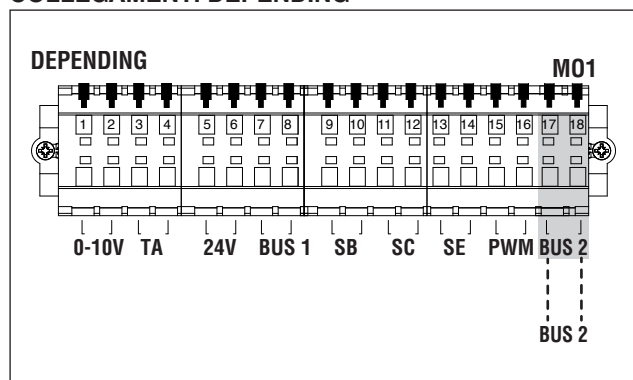 COLLEGAMENTI DEPENDING
DEPENDING
M01
1 2 3 4 5 6 7 8 9 10 11 12 13 14 15 16 17 18
0-10V TA 24V BUS 1 SB SC SE PWM BUS 2
BUS 2